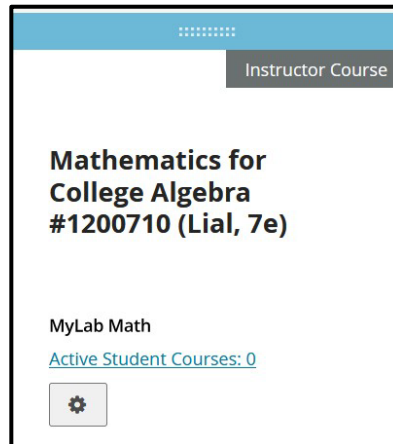 Instructor Course
Mathematics for
College Algebra
#1200710 (Lial, 7e)
MyLab Math
Active Student Courses: 0